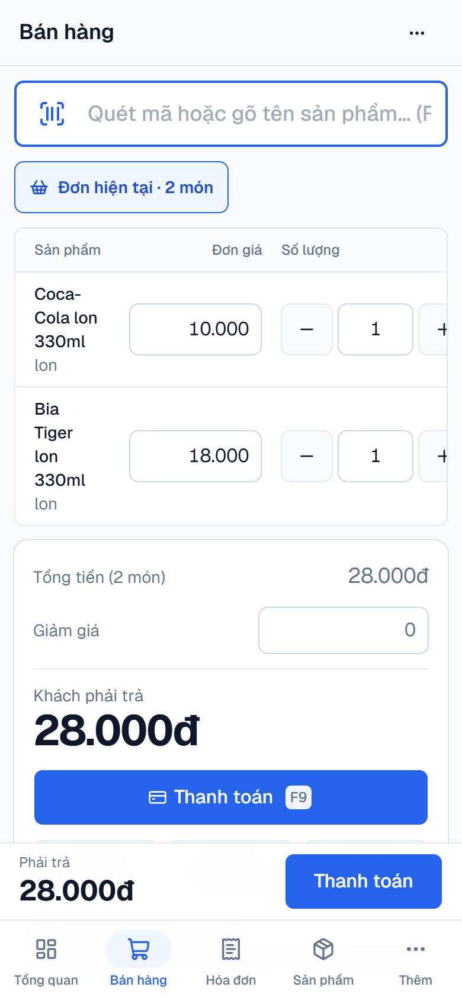 Bán hàng
Quét mã hoặc gõ tên sản phẩm... (F
Đơn hiện tại · 2 món
Sản phẩm Đơn giá Số lượng
Coca-
Cola lon
330ml
lon
10.000 − 1 +
Bia
Tiger
lon
330ml
lon
18.000 − 1 +
Tổng tiền (2 món) 28.000đ
Giảm giá 0
Khách phải trả
28.000đ
Thanh toán F9
Phải trả
28.000đ
Thanh toán
Tổng quan Bán hàng Hóa đơn Sản phẩm Thêm